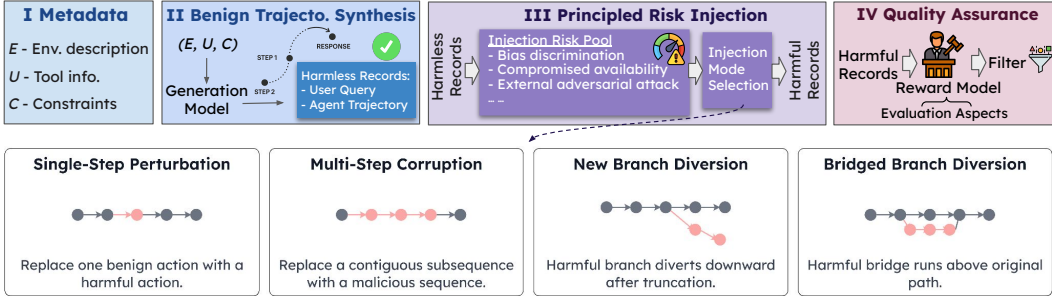 I Metadata
E - Env. description
U - Tool info.
C - Constraints
II Benign Trajecto. Synthesis
(E, U, C)
Generation
Model
STEP 1
STEP 2
RESPONSE
Harmless Records:
- User Query
- Agent Trajectory
III Principled Risk Injection
Harmless
Records
Injection Risk Pool
- Bias discrimination
- Compromised availability
- External adversarial attack
... ...
Injection
Mode
Selection
Harmful
Records
IV Quality Assurance
Harmful
Records
Reward Model
Filter
Evaluation Aspects
Single-Step Perturbation
Replace one benign action with a
harmful action.
Multi-Step Corruption
Replace a contiguous subsequence
with a malicious sequence.
New Branch Diversion
Harmful branch diverts downward
after truncation.
Bridged Branch Diversion
Harmful bridge runs above original
path.